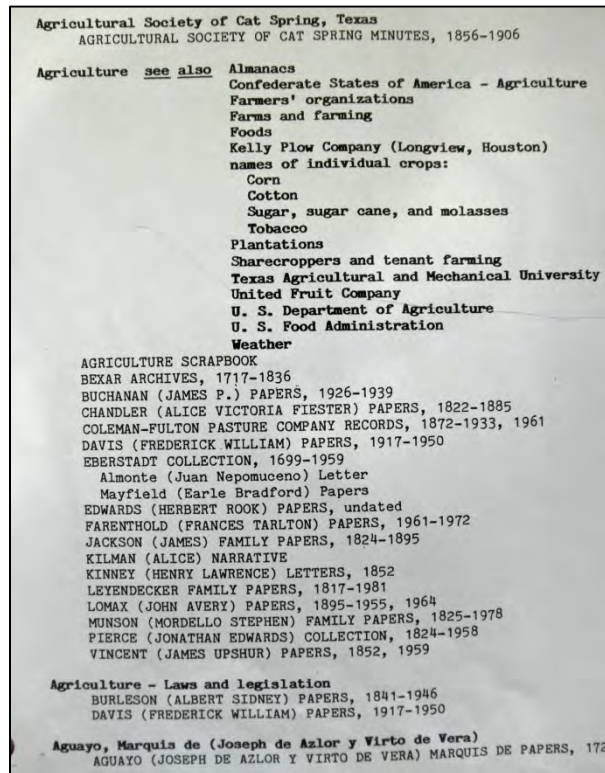 Agricultural Society of Cat Spring, Texas
AGRICULTURAL SOCIETY OF CAT SPRING MINUTES, 1856-1906
Agriculture see also Almanacs
Confederate States of America - Agriculture
Farmers' organizations
Farms and farming
Foods
Kelly Plow Company (Longview, Houston)
names of individual crops:
Corn
Cotton
Sugar, sugar cane, and molasses
Tobacco
Plantations
Sharecroppers and tenant farming
Texas Agricultural and Mechanical University
United Fruit Company
U. S. Department of Agriculture
U. S. Food Administration
Weather
AGRICULTURE SCRAPBOOK
BEXAR ARCHIVES, 1717-1836
BUCHANAN (JAMES P.) PAPERS, 1926-1939
CHANDLER (ALICE VICTORIA FIESTER) PAPERS, 1822-1885
COLEMAN-FULTON PASTURE COMPANY RECORDS, 1872-1933, 1961
DAVIS (FREDERICK WILLIAM) PAPERS, 1917-1950
EBERSTADT COLLECTION, 1699-1959
Almonte (Juan Nepomuceno) Letter
Mayfield (Earle Bradford) Papers
EDWARDS (HERBERT ROOK) PAPERS, undated
FARENTHOLD (FRANCES TARLTON) PAPERS, 1961-1972
JACKSON (JAMES) FAMILY PAPERS, 1824-1895
KILMAN (ALICE) NARRATIVE
KINNEY (HENRY LAWRENCE) LETTERS, 1852
LEYENDECKER FAMILY PAPERS, 1817-1981
LOMAX (JOHN AVERY) PAPERS, 1895-1955, 1964
MUNSON (MORDELLO STEPHEN) FAMILY PAPERS, 1825-1978
PIERCE (JONATHAN EDWARDS) COLLECTION, 1824-1958
VINCENT (JAMES UPSHUR) PAPERS, 1852, 1959
Agriculture - Laws and legislation
BURLESON (ALBERT SIDNEY) PAPERS, 1841-1946
DAVIS (FREDERICK WILLIAM) PAPERS, 1917-1950
Aguayo, Marquis de (Joseph de Azlor y Virto de Vera)
AGUAYO (JOSEPH DE AZLOR Y VIRTO DE VERA) MARQUIS DE PAPERS, 172